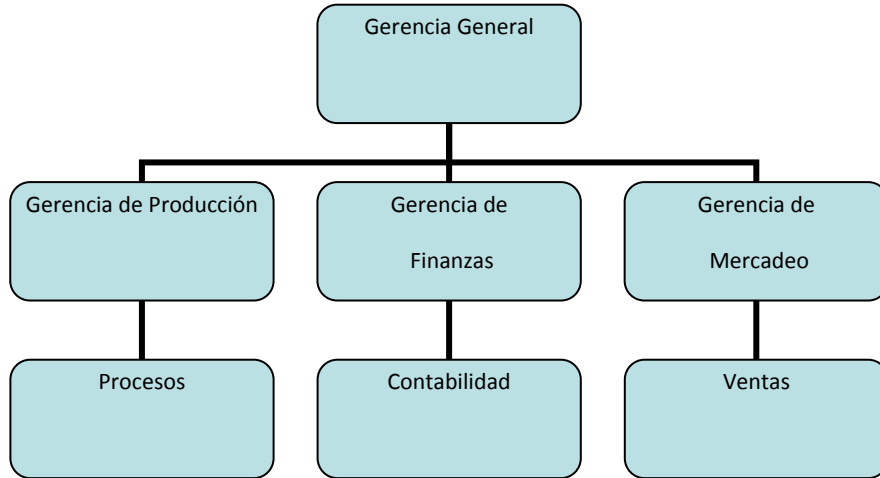 Gerencia General
Gerencia de Producción
Gerencia de
Finanzas
Gerencia de
Mercadeo
Procesos
Contabilidad
Ventas